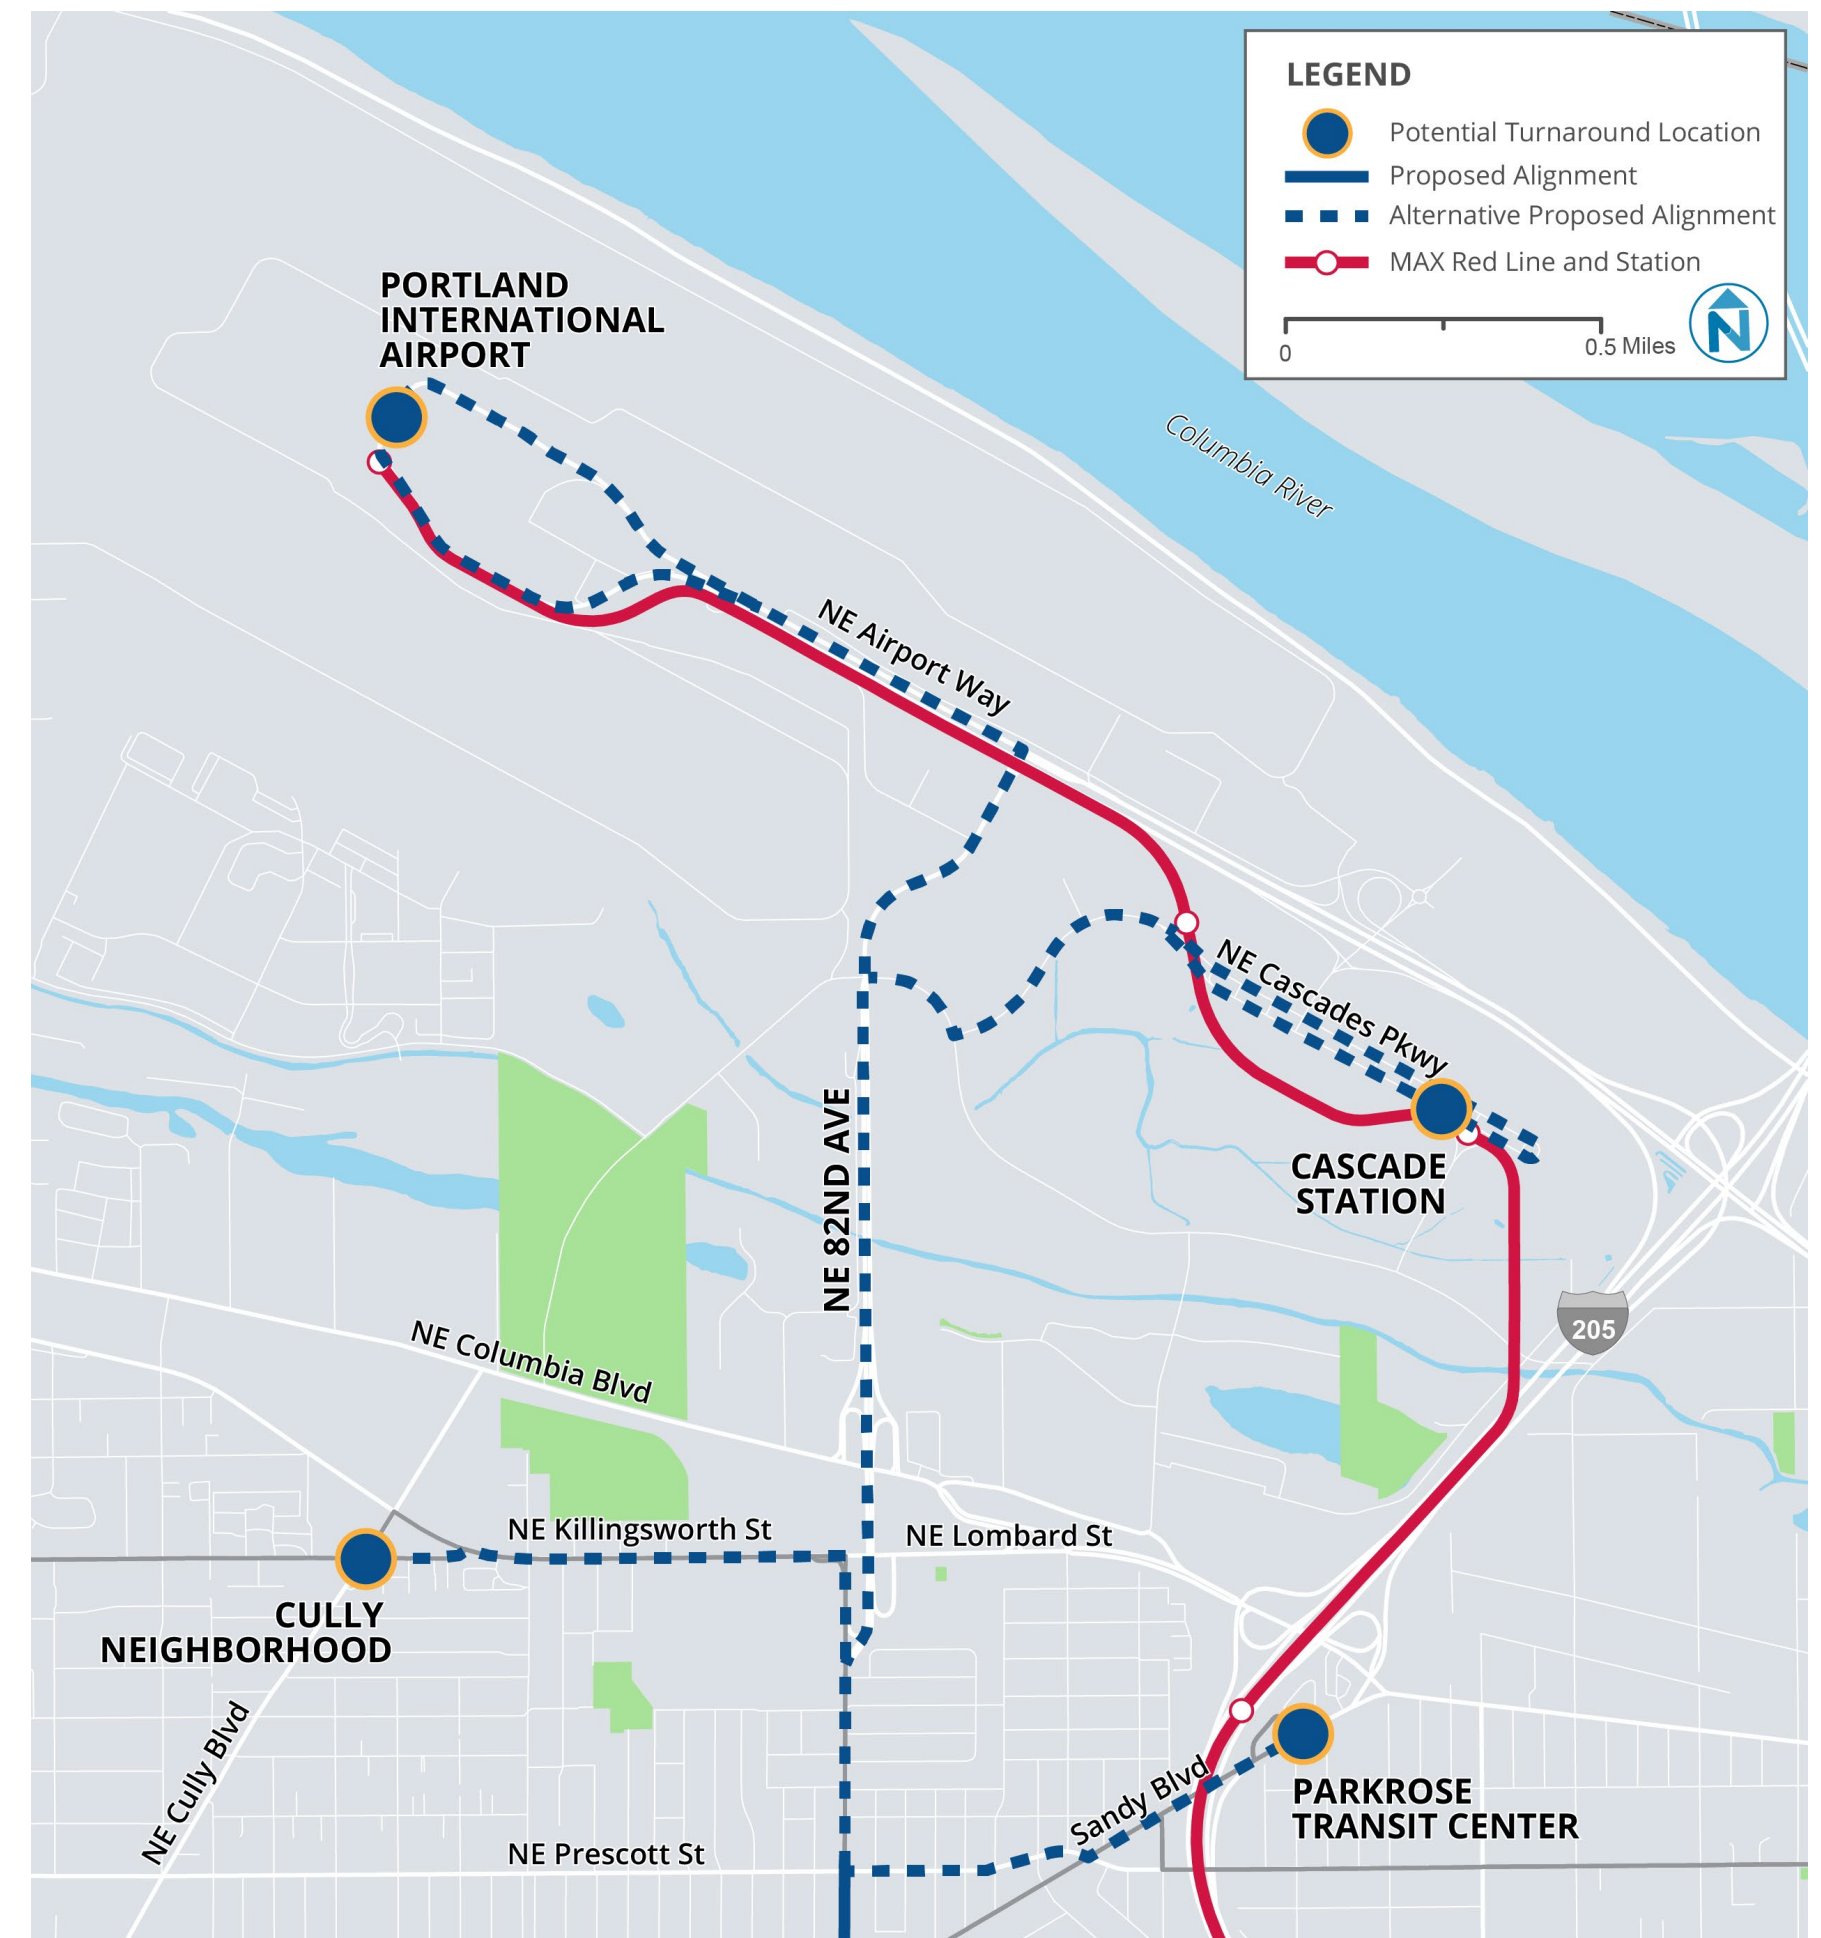 LEGEND
Potential Turnaround Location
Proposed Alignment
Alternative Proposed Alignment
MAX Red Line and Station
N
0
0.5 Miles
PORTLAND
INTERNATIONAL
AIRPORT
Columbia River
NE Airport Way
NE Cascades Pkwy
NE 82ND AVE
CASCADE
STATION
205
NE Columbia Blvd
NE Killingsworth St
NE Lombard St
CULLY
NEIGHBORHOOD
NE Cully Blvd
Sandy Blvd
PARKROSE
TRANSIT CENTER
NE Prescott St